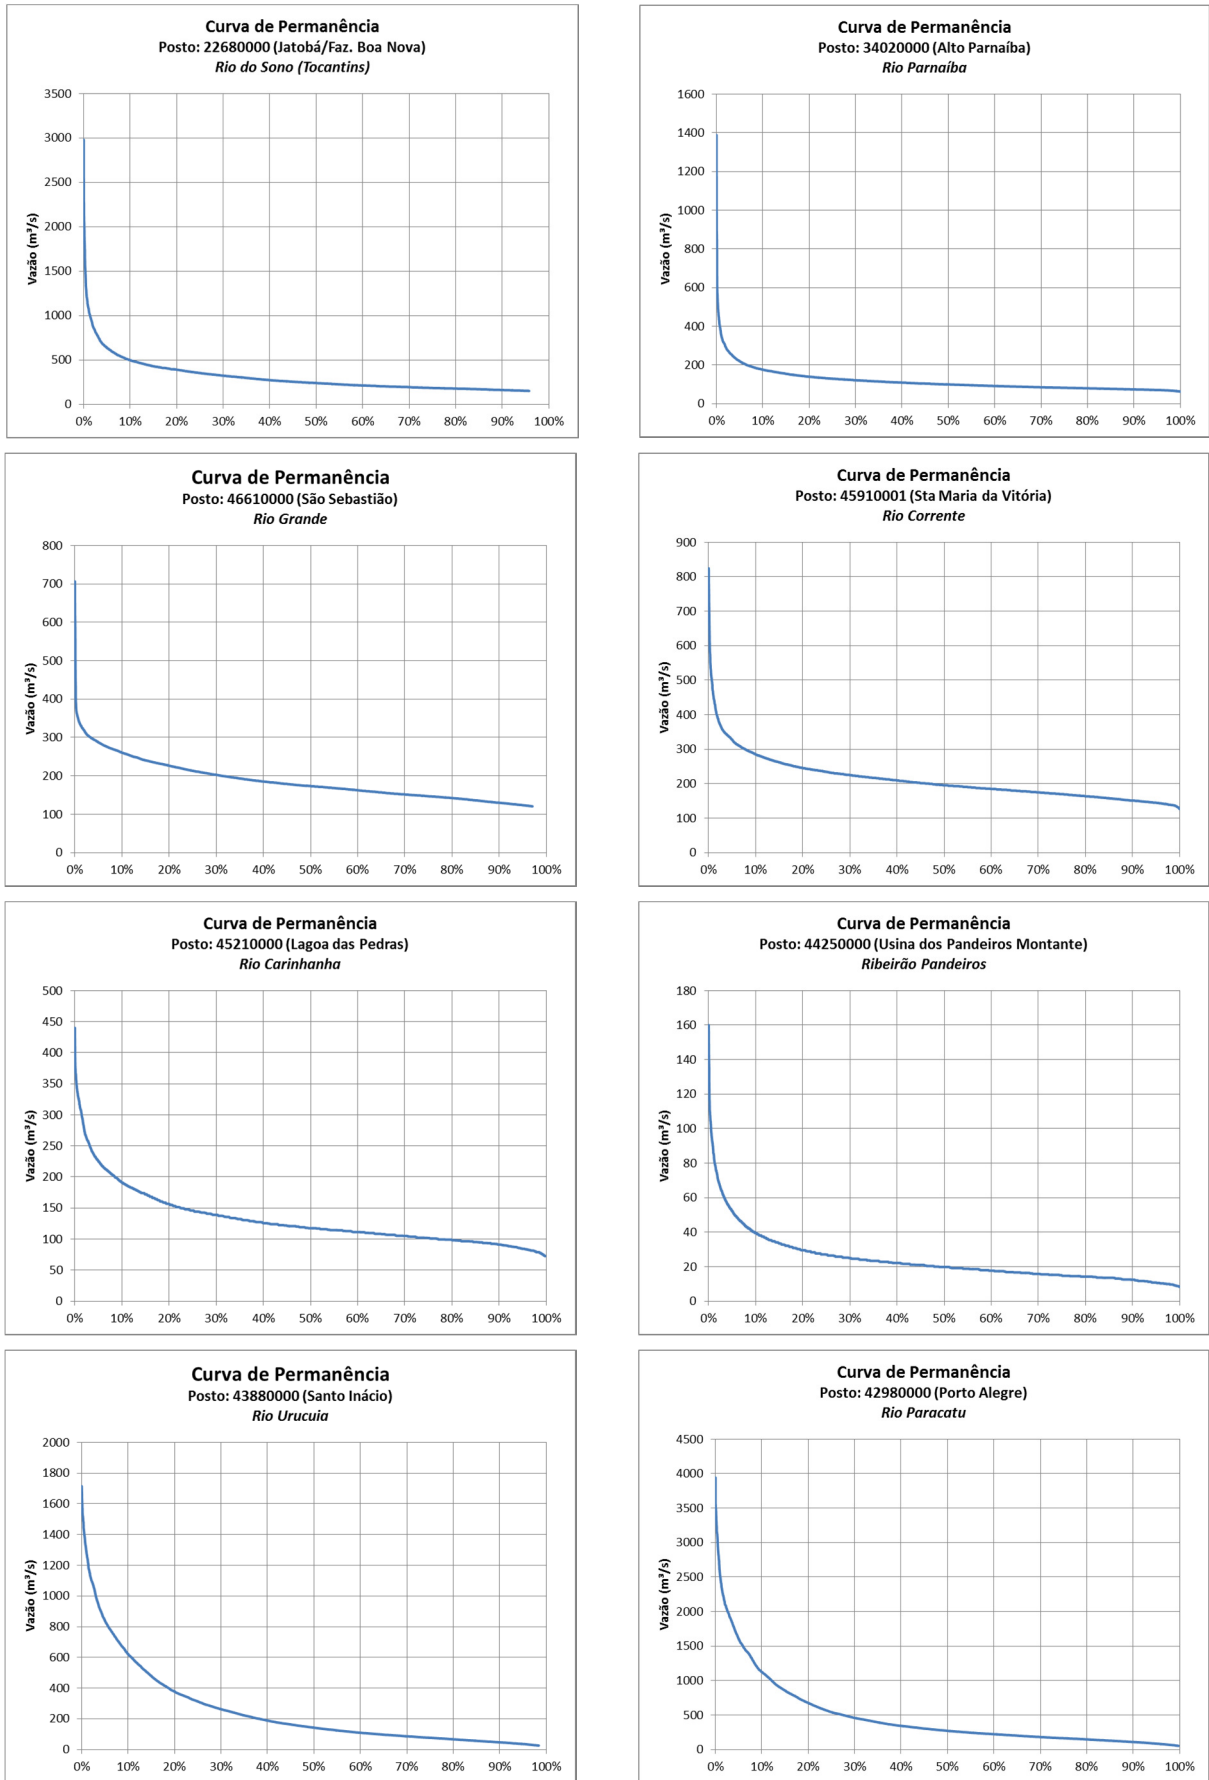 Curva de Permanência
Posto: 22680000 (Jatobá/Faz. Boa Nova)
Rio do Sono (Tocantins)
3500
3000
2500
2000
1500
1000
500
0
Vazão (m³/s)
0% 10% 20% 30% 40% 50% 60% 70% 80% 90% 100%
Curva de Permanência
Posto: 34020000 (Alto Parnaíba)
Rio Parnaíba
1600
1400
1200
1000
800
600
400
200
0
Vazão (m³/s)
0% 10% 20% 30% 40% 50% 60% 70% 80% 90% 100%
Curva de Permanência
Posto: 46610000 (São Sebastião)
Rio Grande
800
700
600
500
400
300
200
100
0
Vazão (m³/s)
0% 10% 20% 30% 40% 50% 60% 70% 80% 90% 100%
Curva de Permanência
Posto: 45910001 (Sta Maria da Vitória)
Rio Corrente
900
800
700
600
500
400
300
200
100
0
Vazão (m³/s)
0% 10% 20% 30% 40% 50% 60% 70% 80% 90% 100%
Curva de Permanência
Posto: 45210000 (Lagoa das Pedras)
Rio Carinhanha
500
450
400
350
300
250
200
150
100
50
0
Vazão (m³/s)
0% 10% 20% 30% 40% 50% 60% 70% 80% 90% 100%
Curva de Permanência
Posto: 44250000 (Usina dos Pandeiros Montante)
Ribeirão Pandeiros
180
160
140
120
100
80
60
40
20
0
Vazão (m³/s)
0% 10% 20% 30% 40% 50% 60% 70% 80% 90% 100%
Curva de Permanência
Posto: 43880000 (Santo Inácio)
Rio Urucuia
2000
1800
1600
1400
1200
1000
800
600
400
200
0
Vazão (m³/s)
0% 10% 20% 30% 40% 50% 60% 70% 80% 90% 100%
Curva de Permanência
Posto: 42980000 (Porto Alegre)
Rio Paracatu
4500
4000
3500
3000
2500
2000
1500
1000
500
0
Vazão (m³/s)
0% 10% 20% 30% 40% 50% 60% 70% 80% 90% 100%